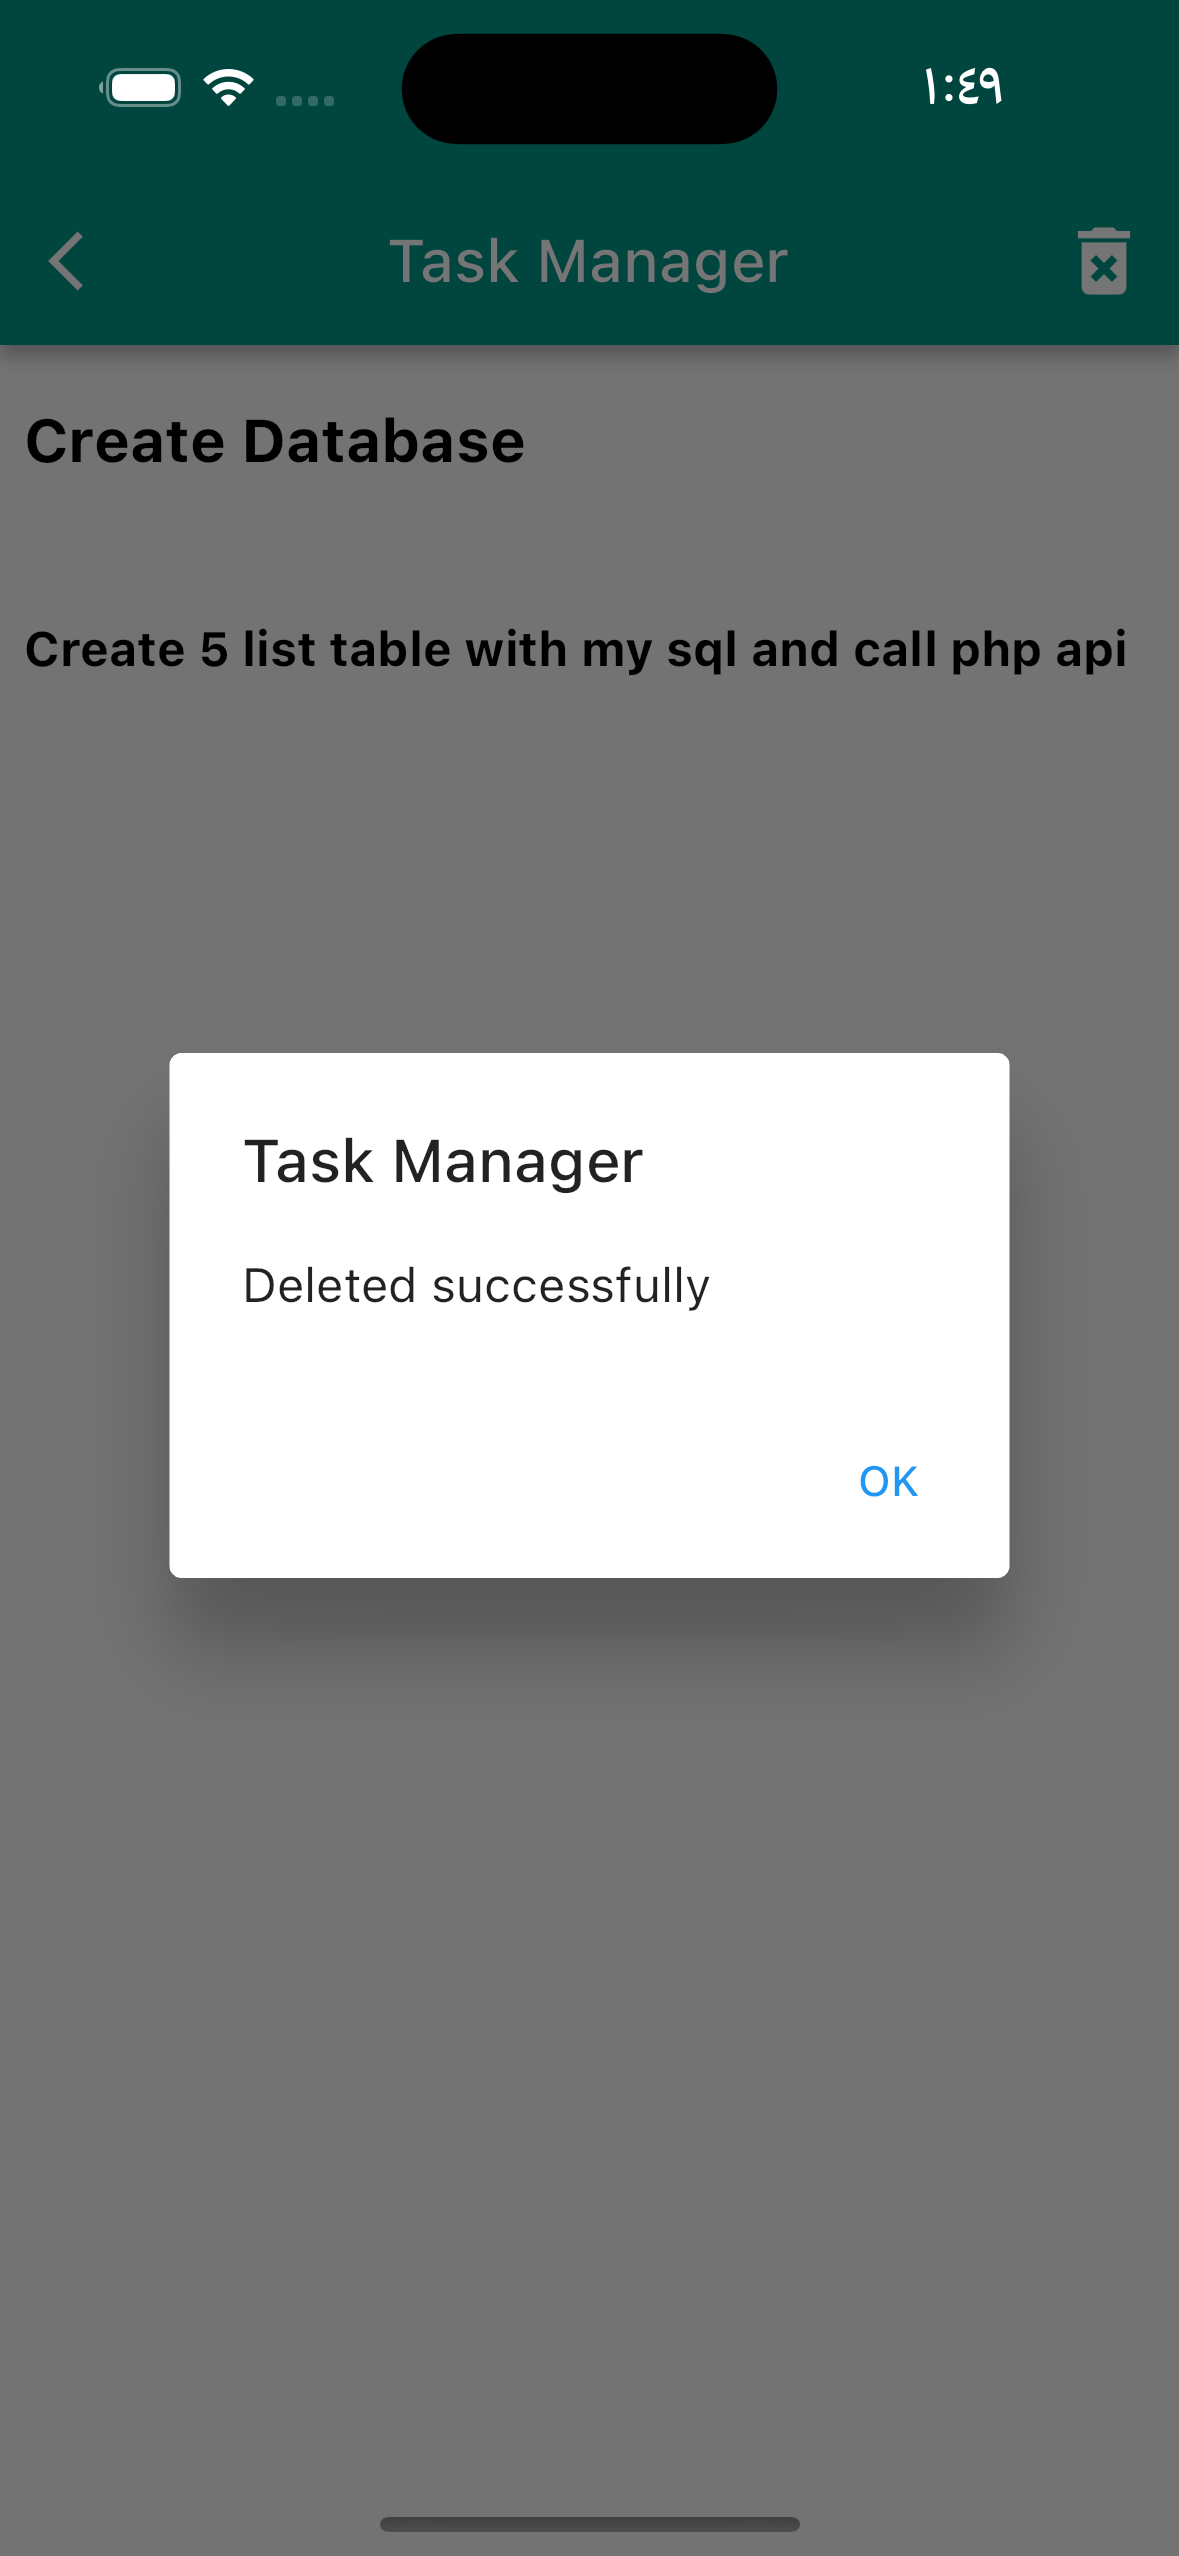 ١:٤٩
Task Manager
Create Database
Create 5 list table with my sql and call php api
Task Manager
Deleted successfully
OK